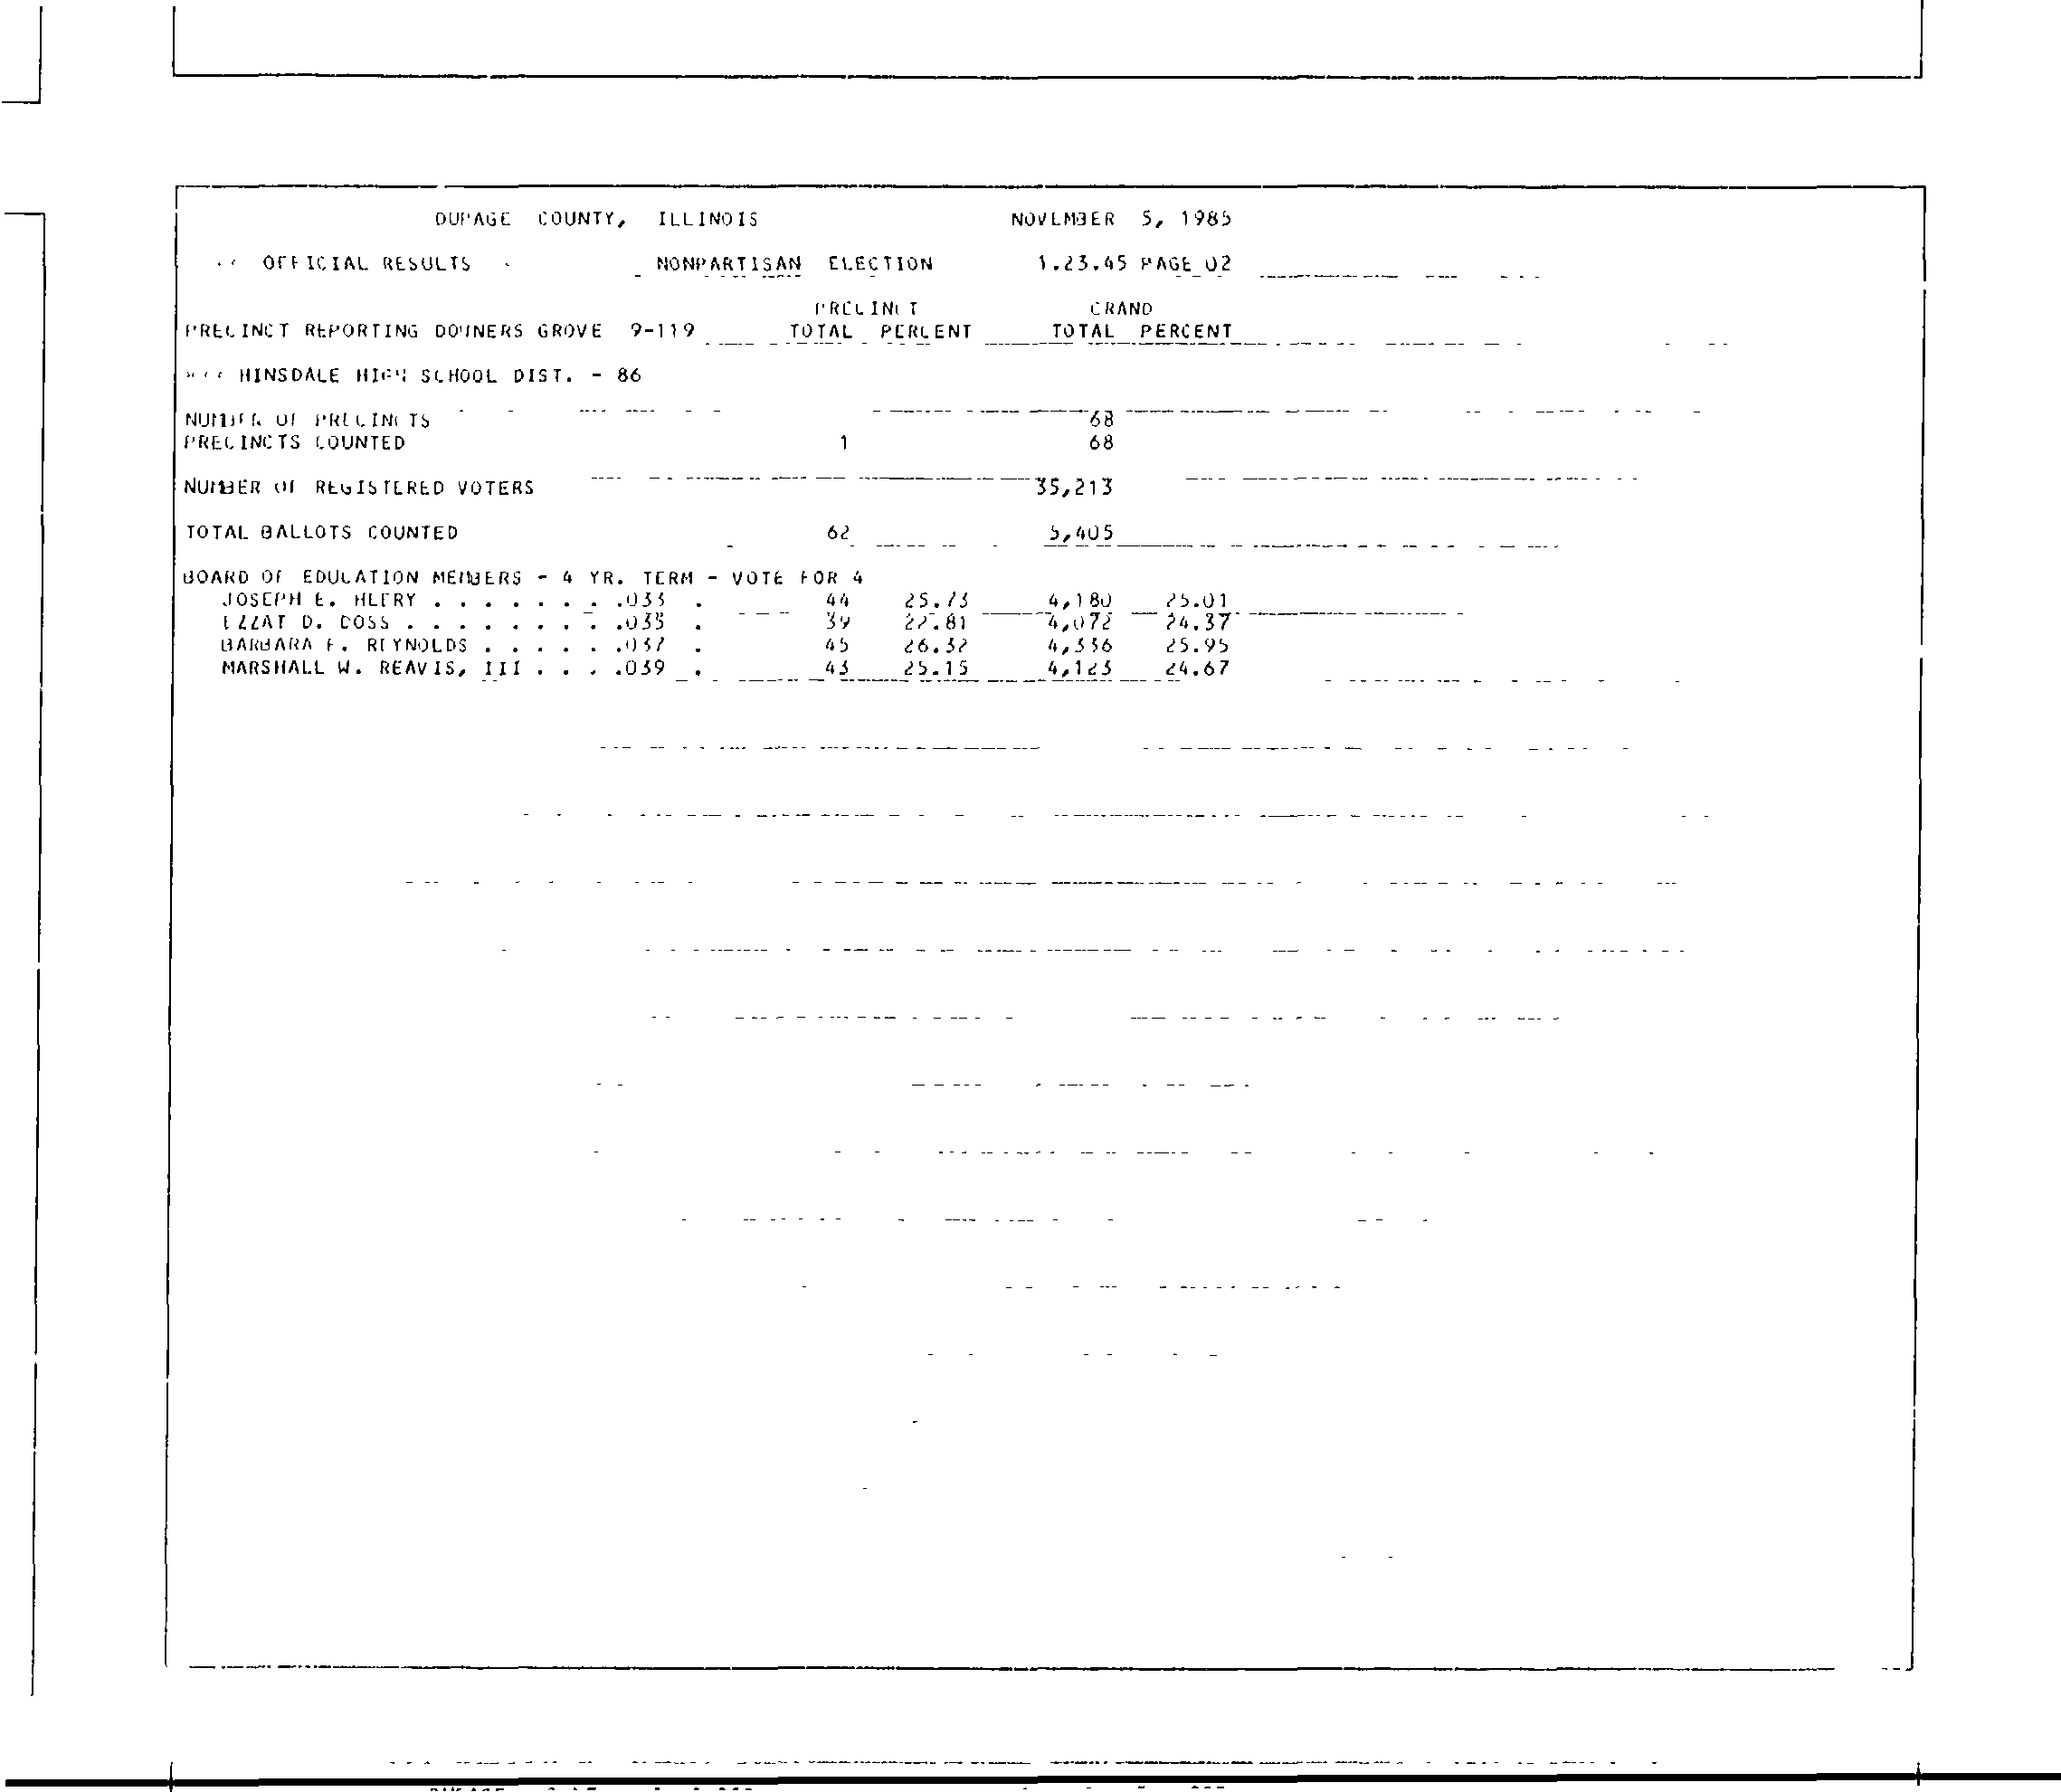 DUPAGE COUNTY, ILLINOIS NOVEMBER 5, 1985
OFFICIAL RESULTS NONPARTISAN ELECTION 1.23.45 PAGE 02
PRECINCT GRAND
PRECINCT REPORTING DOWNERS GROVE 9-119 TOTAL PERCENT TOTAL PERCENT
HINSDALE HIGH SCHOOL DIST. - 86
NUMBER OF PRECINCTS 68
PRECINCTS COUNTED 1 68
NUMBER OF REGISTERED VOTERS 35,213
TOTAL BALLOTS COUNTED 62 5,405
BOARD OF EDUCATION MEMBERS - 4 YR. TERM - VOTE FOR 4
JOSEPH E. . . . . . . . .033 . 44 25.73 4,180 25.01
EZZAT D. . . . . . . . . .035 . 39 22.81 4,072 24.37
BARBARA F. REYNOLDS . . . . . .037 . 45 26.32 4,336 25.95
MARSHALL W. REAVIS, III . . . .039 . 43 25.15 4,123 24.67